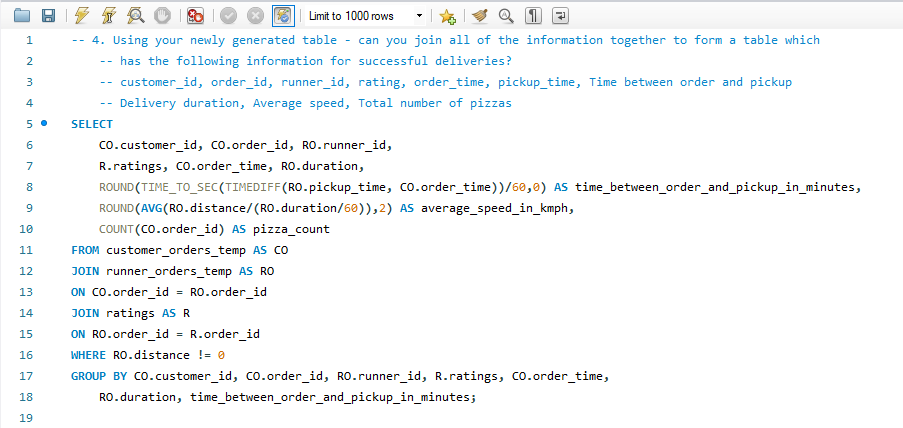 Limit to 1000 rows
1 -- 4. Using your newly generated table - can you join all of the information together to form a table which
2 -- has the following information for successful deliveries?
3 -- customer_id, order_id, runner_id, rating, order_time, pickup_time, Time between order and pickup
4 -- Delivery duration, Average speed, Total number of pizzas
5 SELECT
6 CO.customer_id, CO.order_id, RO.runner_id,
7 R.ratings, CO.order_time, RO.duration,
8 ROUND(TIME_TO_SEC(TIMEDIFF(RO.pickup_time, CO.order_time))/60,0) AS time_between_order_and_pickup_in_minutes,
9 ROUND(AVG(RO.distance/(RO.duration/60)),2) AS average_speed_in_kmph,
10 COUNT(CO.order_id) AS pizza_count
11 FROM customer_orders_temp AS CO
12 JOIN runner_orders_temp AS RO
13 ON CO.order_id = RO.order_id
14 JOIN ratings AS R
15 ON RO.order_id = R.order_id
16 WHERE RO.distance != 0
17 GROUP BY CO.customer_id, CO.order_id, RO.runner_id, R.ratings, CO.order_time,
18 RO.duration, time_between_order_and_pickup_in_minutes;
19